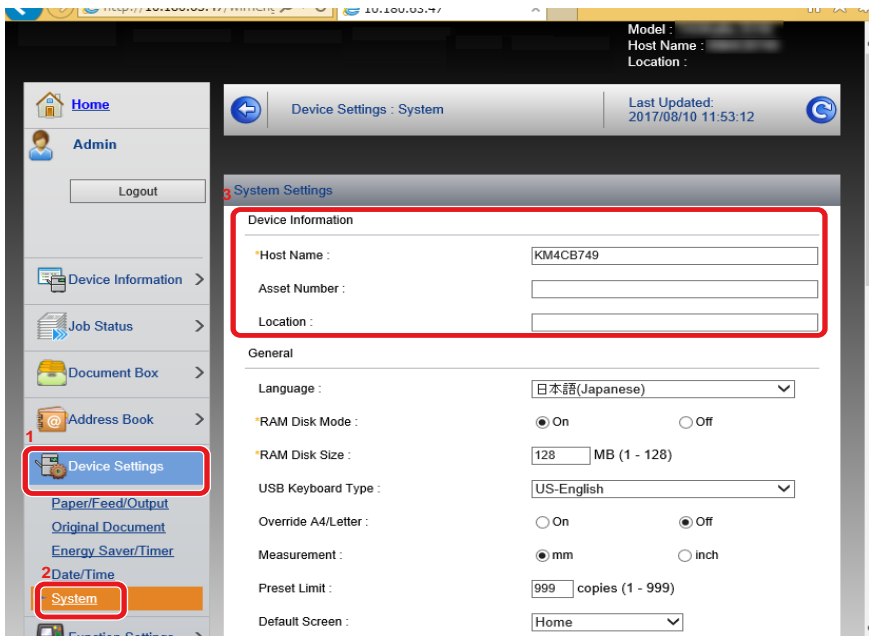 10.180.63.47
Model :
Host Name :
Location :
Home
Admin
Logout
Device Settings : System
Last Updated:
2017/08/10 11:53:12
3
System Settings
Device Information
*Host Name :
KM4CB749
Asset Number :
Location :
General
Language :
日本語(Japanese)
*RAM Disk Mode :
On
Off
*RAM Disk Size :
128
MB (1 - 128)
USB Keyboard Type :
US-English
Override A4/Letter :
On
Off
Measurement :
mm
inch
Preset Limit :
999
copies (1 - 999)
Default Screen :
Home
Device Information
Job Status
Document Box
Address Book
1
Device Settings
Paper/Feed/Output
Original Document
Energy Saver/Timer
2
Date/Time
System
Function Settings